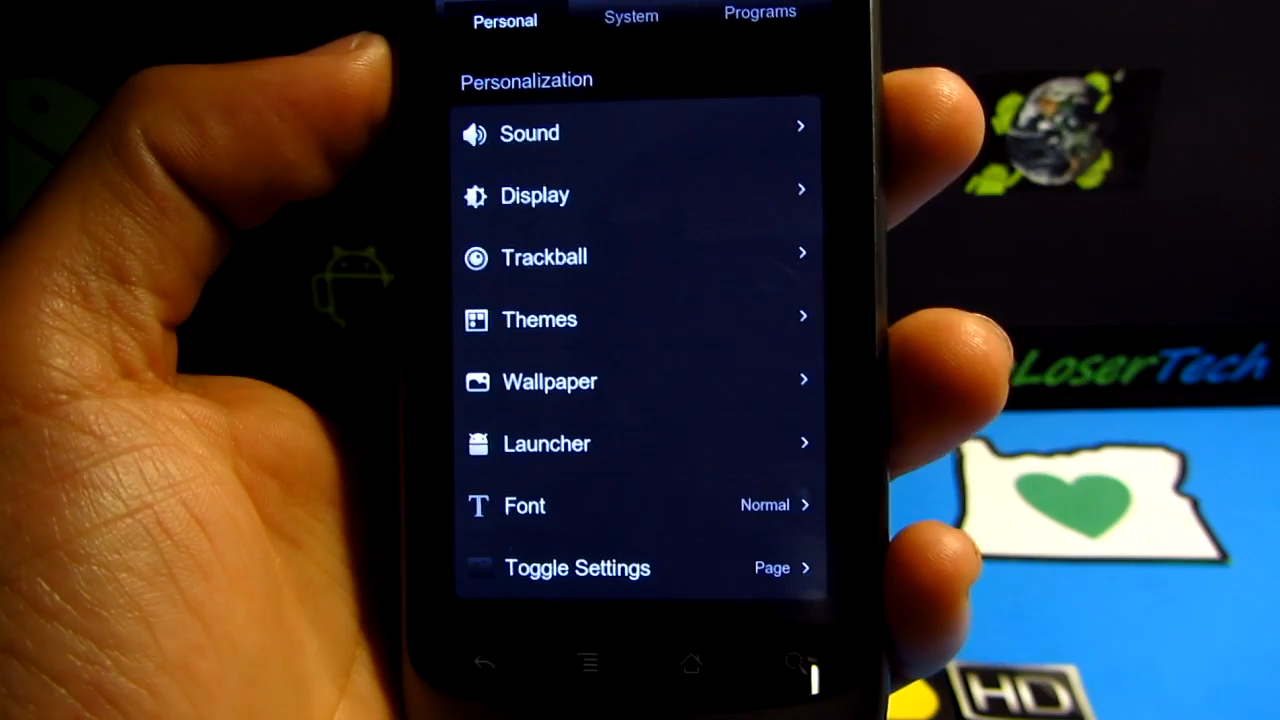 Personal System Programs
Personalization
Sound
Display
Trackball
Themes
Wallpaper
Launcher
Font Normal
Toggle Settings Page
LoserTech
HD